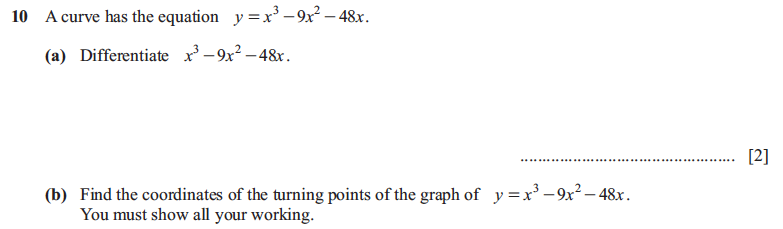 10 A curve has the equation y = x³ – 9x² – 48x.
(a) Differentiate x³ – 9x² – 48x.
........................................................ [2]
(b) Find the coordinates of the turning points of the graph of y = x³ – 9x² – 48x.
You must show all your working.